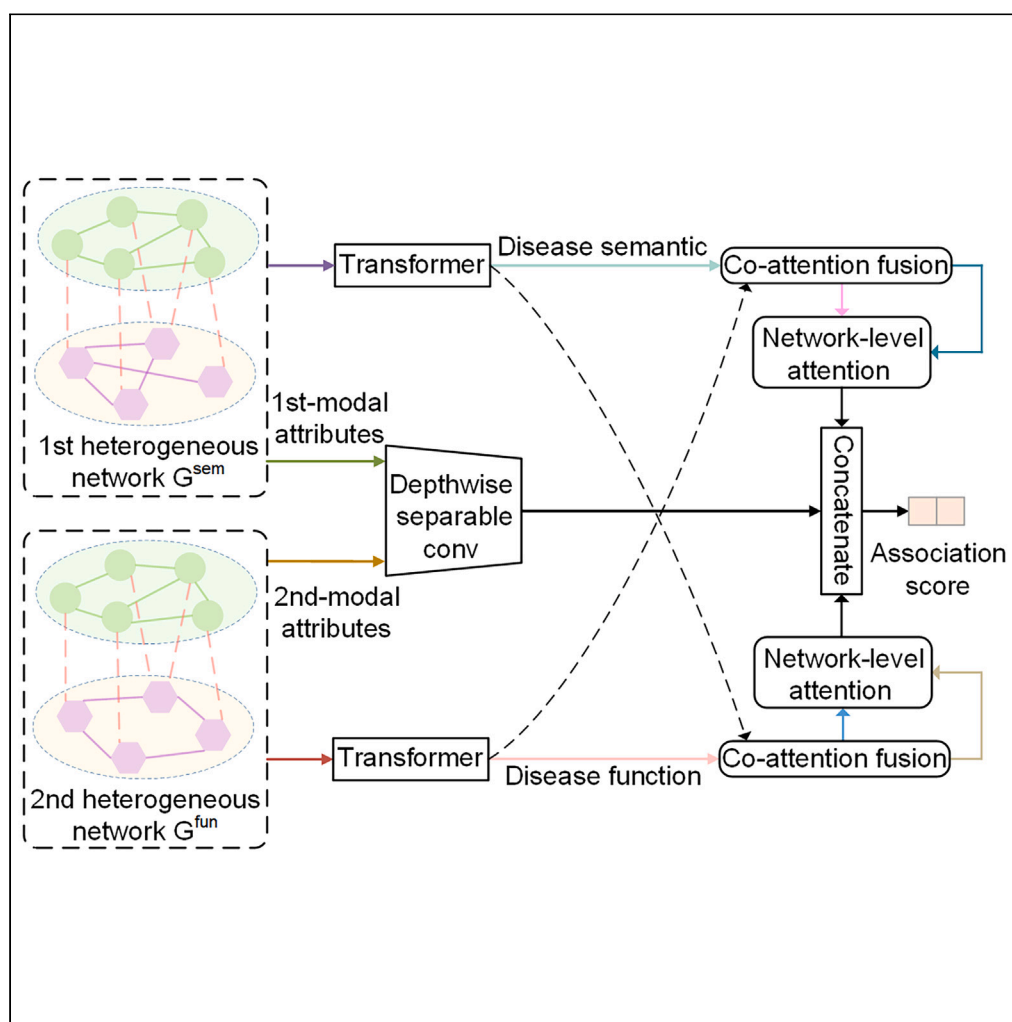 1st heterogeneous
network G^sem
2nd heterogeneous
network G^fun
1st-modal
attributes
2nd-modal
attributes
Transformer
Transformer
Depthwise
separable
conv
Disease semantic
Disease function
Co-attention fusion
Network-level
attention
Concatenate
Association
score
Network-level
attention
Co-attention fusion